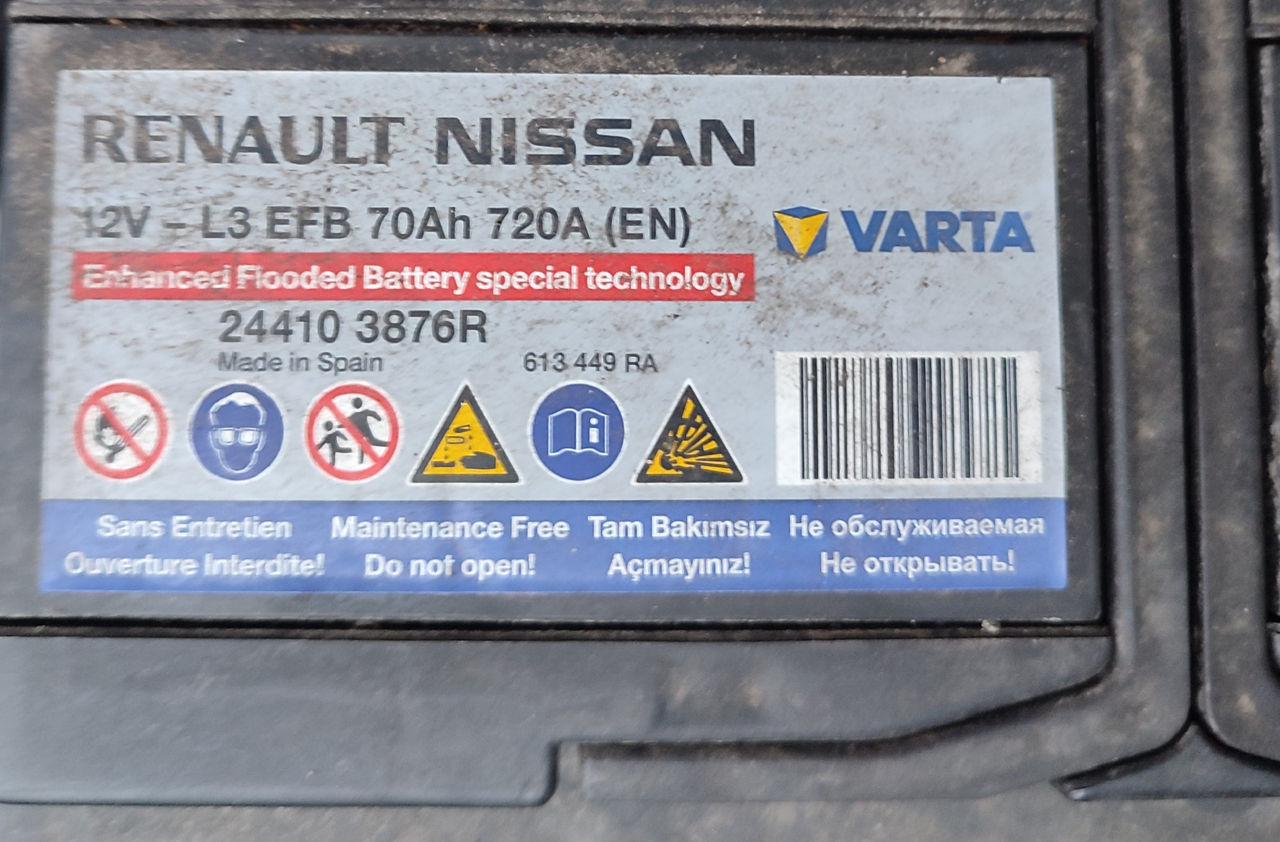 RENAULT NISSAN
12V - L3 EFB 70Ah 720A (EN)
VARTA
Enhanced Flooded Battery special technology
24410 3876R
Made in Spain 613 449 RA
Sans Entretien Maintenance Free Tam Bakımsız Не обслуживаемая
Ouverture Interdite! Do not open! Açmayınız! Не открывать!